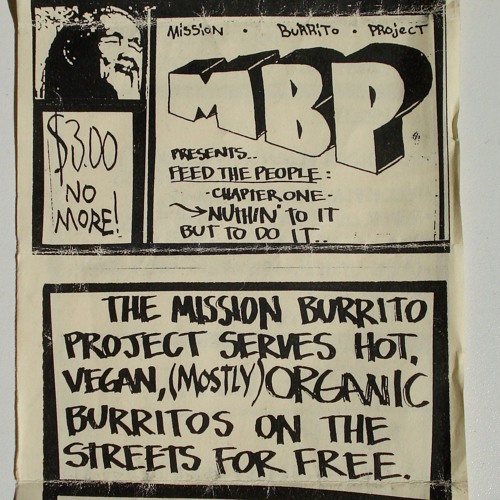 Mission • Burrito • Project
MBP
$3.00
NO
MORE!
PRESENTS..
FEED THE PEOPLE:
-CHAPTER ONE-
NUTHIN' TO IT
BUT TO DO IT..
THE MISSION BURRITO
PROJECT SERVES HOT,
VEGAN, (MOSTLY) ORGANIC
BURRITOS ON THE
STREETS FOR FREE.